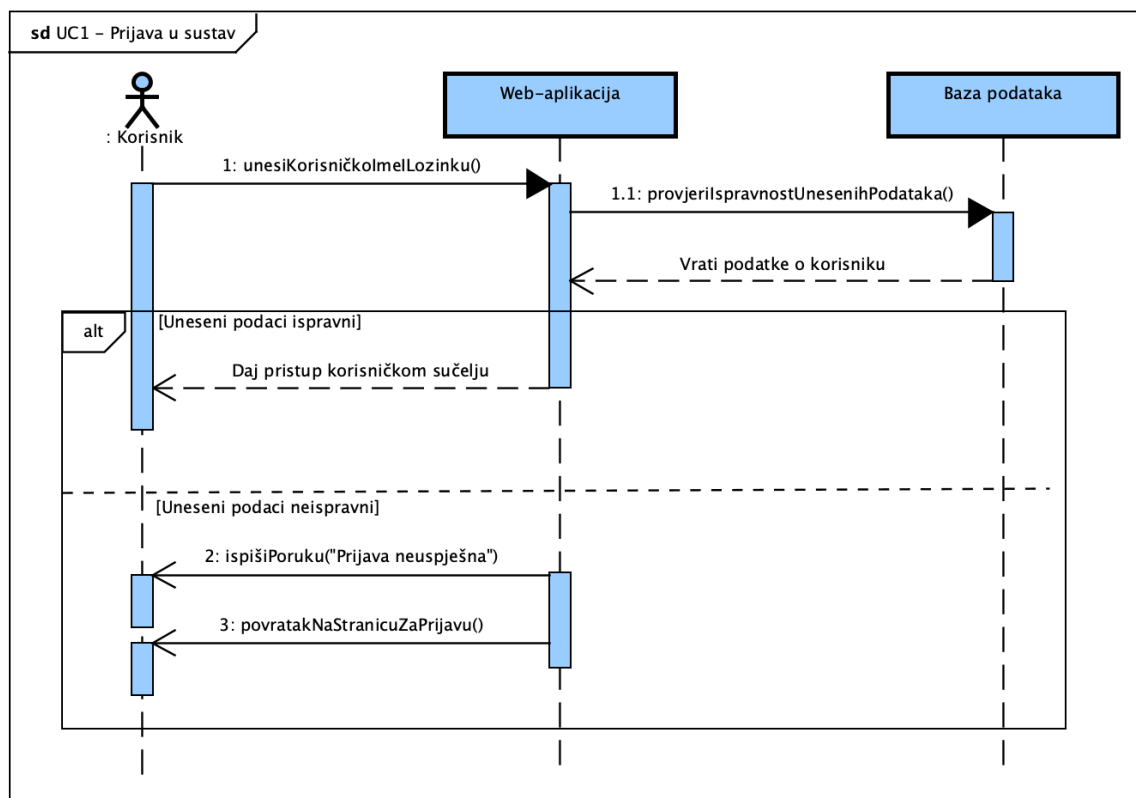 sd UC1 – Prijava u sustav
: Korisnik
Web-aplikacija
Baza podataka
1: unesiKorisničkoImeILozinku()
1.1: provjeriIspravnostUnesenihPodataka()
Vrati podatke o korisniku
alt
[Uneseni podaci ispravni]
Daj pristup korisničkom sučelju
[Uneseni podaci neispravni]
2: ispišiPoruku("Prijava neuspješna")
3: povratakNaStranicuZaPrijavu()